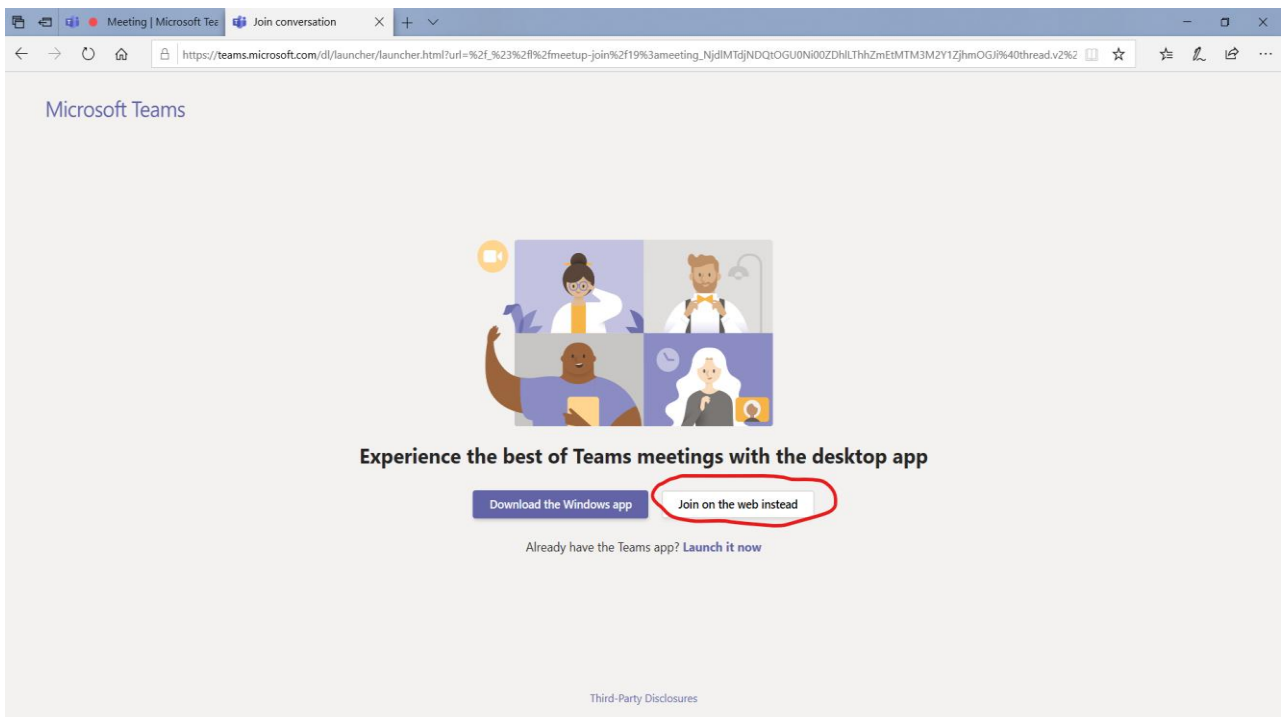 Meeting | Microsoft Tea
Join conversation
https://teams.microsoft.com/dl/launcher/launcher.html?url=%2f_%23%2fl%2fmeetup-join%2f19%3ameeting_NjdlMTdjNDQtOGU0Ni00ZDhlLThhZmEtMTM3M2Y1ZjhmOGJi%40thread.v2%2
Microsoft Teams
Experience the best of Teams meetings with the desktop app
Download the Windows app
Join on the web instead
Already have the Teams app? Launch it now
Third-Party Disclosures